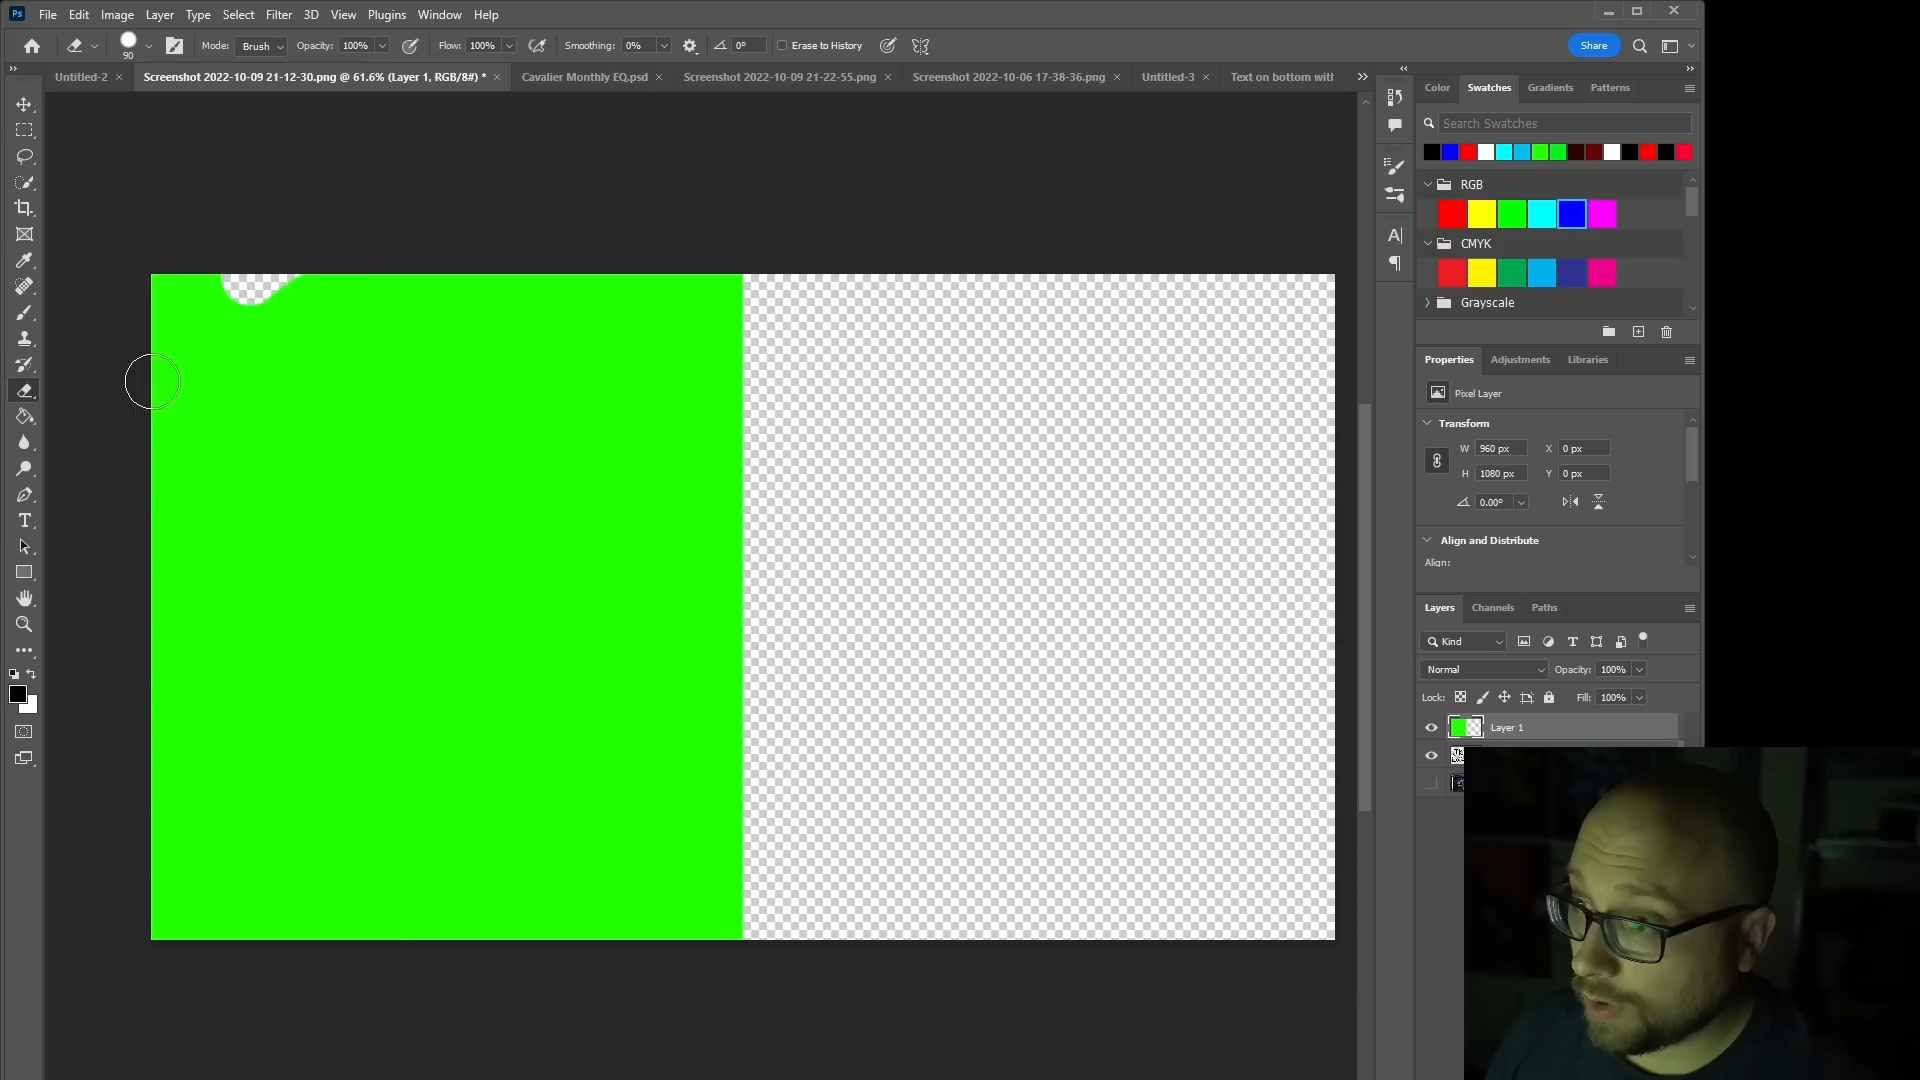 Ps File Edit Image Layer Type Select Filter 3D View Plugins Window Help
90 Mode: Brush Opacity: 100% Flow: 100% Smoothing: 0% 0° Erase to History Share
Untitled-2 × Screenshot 2022-10-09 21-12-30.png @ 61.6% (Layer 1, RGB/8#) * × Cavalier Monthly EQ.psd × Screenshot 2022-10-09 21-22-55.png × Screenshot 2022-10-06 17-38-36.png × Untitled-3 × Text on bottom with
Color Swatches Gradients Patterns
Search Swatches
RGB
CMYK
Grayscale
Properties Adjustments Libraries
Pixel Layer
Transform
W 960 px X 0 px
H 1080 px Y 0 px
0.00°
Align and Distribute
Align:
Layers Channels Paths
Kind
Normal Opacity: 100%
Lock: Fill: 100%
Layer 1